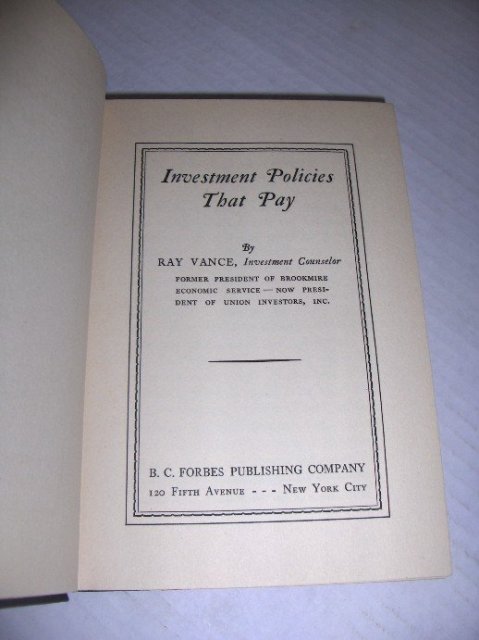 Investment Policies
That Pay
By
RAY VANCE, Investment Counselor
FORMER PRESIDENT OF BROOKMIRE
ECONOMIC SERVICE — NOW PRESI-
DENT OF UNION INVESTORS, INC.
B. C. FORBES PUBLISHING COMPANY
120 FIFTH AVENUE - - - NEW YORK CITY